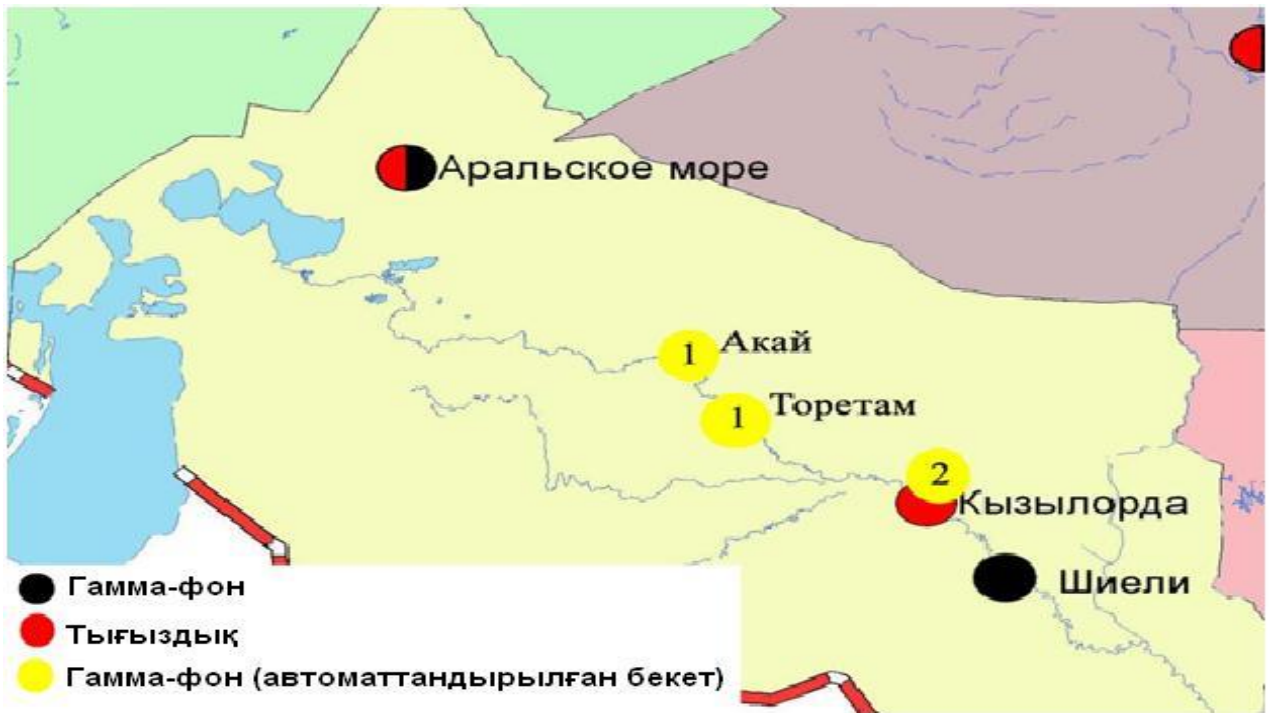 Аральское море
1 Акай
1 Торетам
2
Кызылорда
Шиели
Гамма-фон
Тығыздық
Гамма-фон (автоматтандырылған бекет)